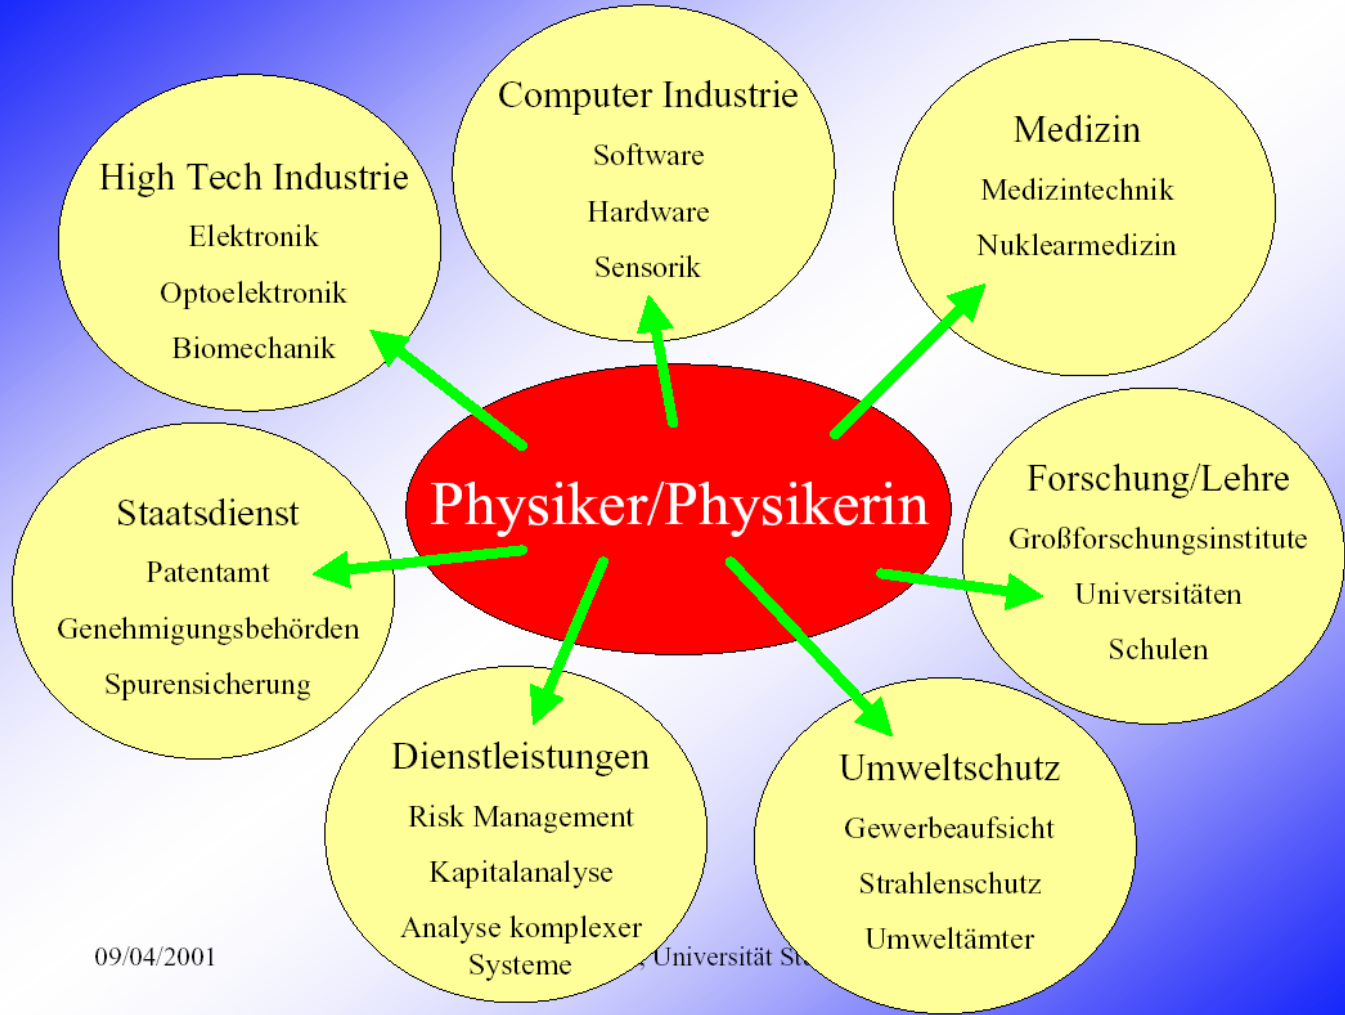 Computer Industrie
Software
Hardware
Sensorik
Medizin
Medizintechnik
Nuklearmedizin
High Tech Industrie
Elektronik
Optoelektronik
Biomechanik
Physiker/Physikerin
Forschung/Lehre
Großforschungsinstitute
Universitäten
Schulen
Staatsdienst
Patentamt
Genehmigungsbehörden
Spurensicherung
Dienstleistungen
Risk Management
Kapitalanalyse
Analyse komplexer
Systeme
Umweltschutz
Gewerbeaufsicht
Strahlenschutz
Umweltämter
09/04/2001
, Universität